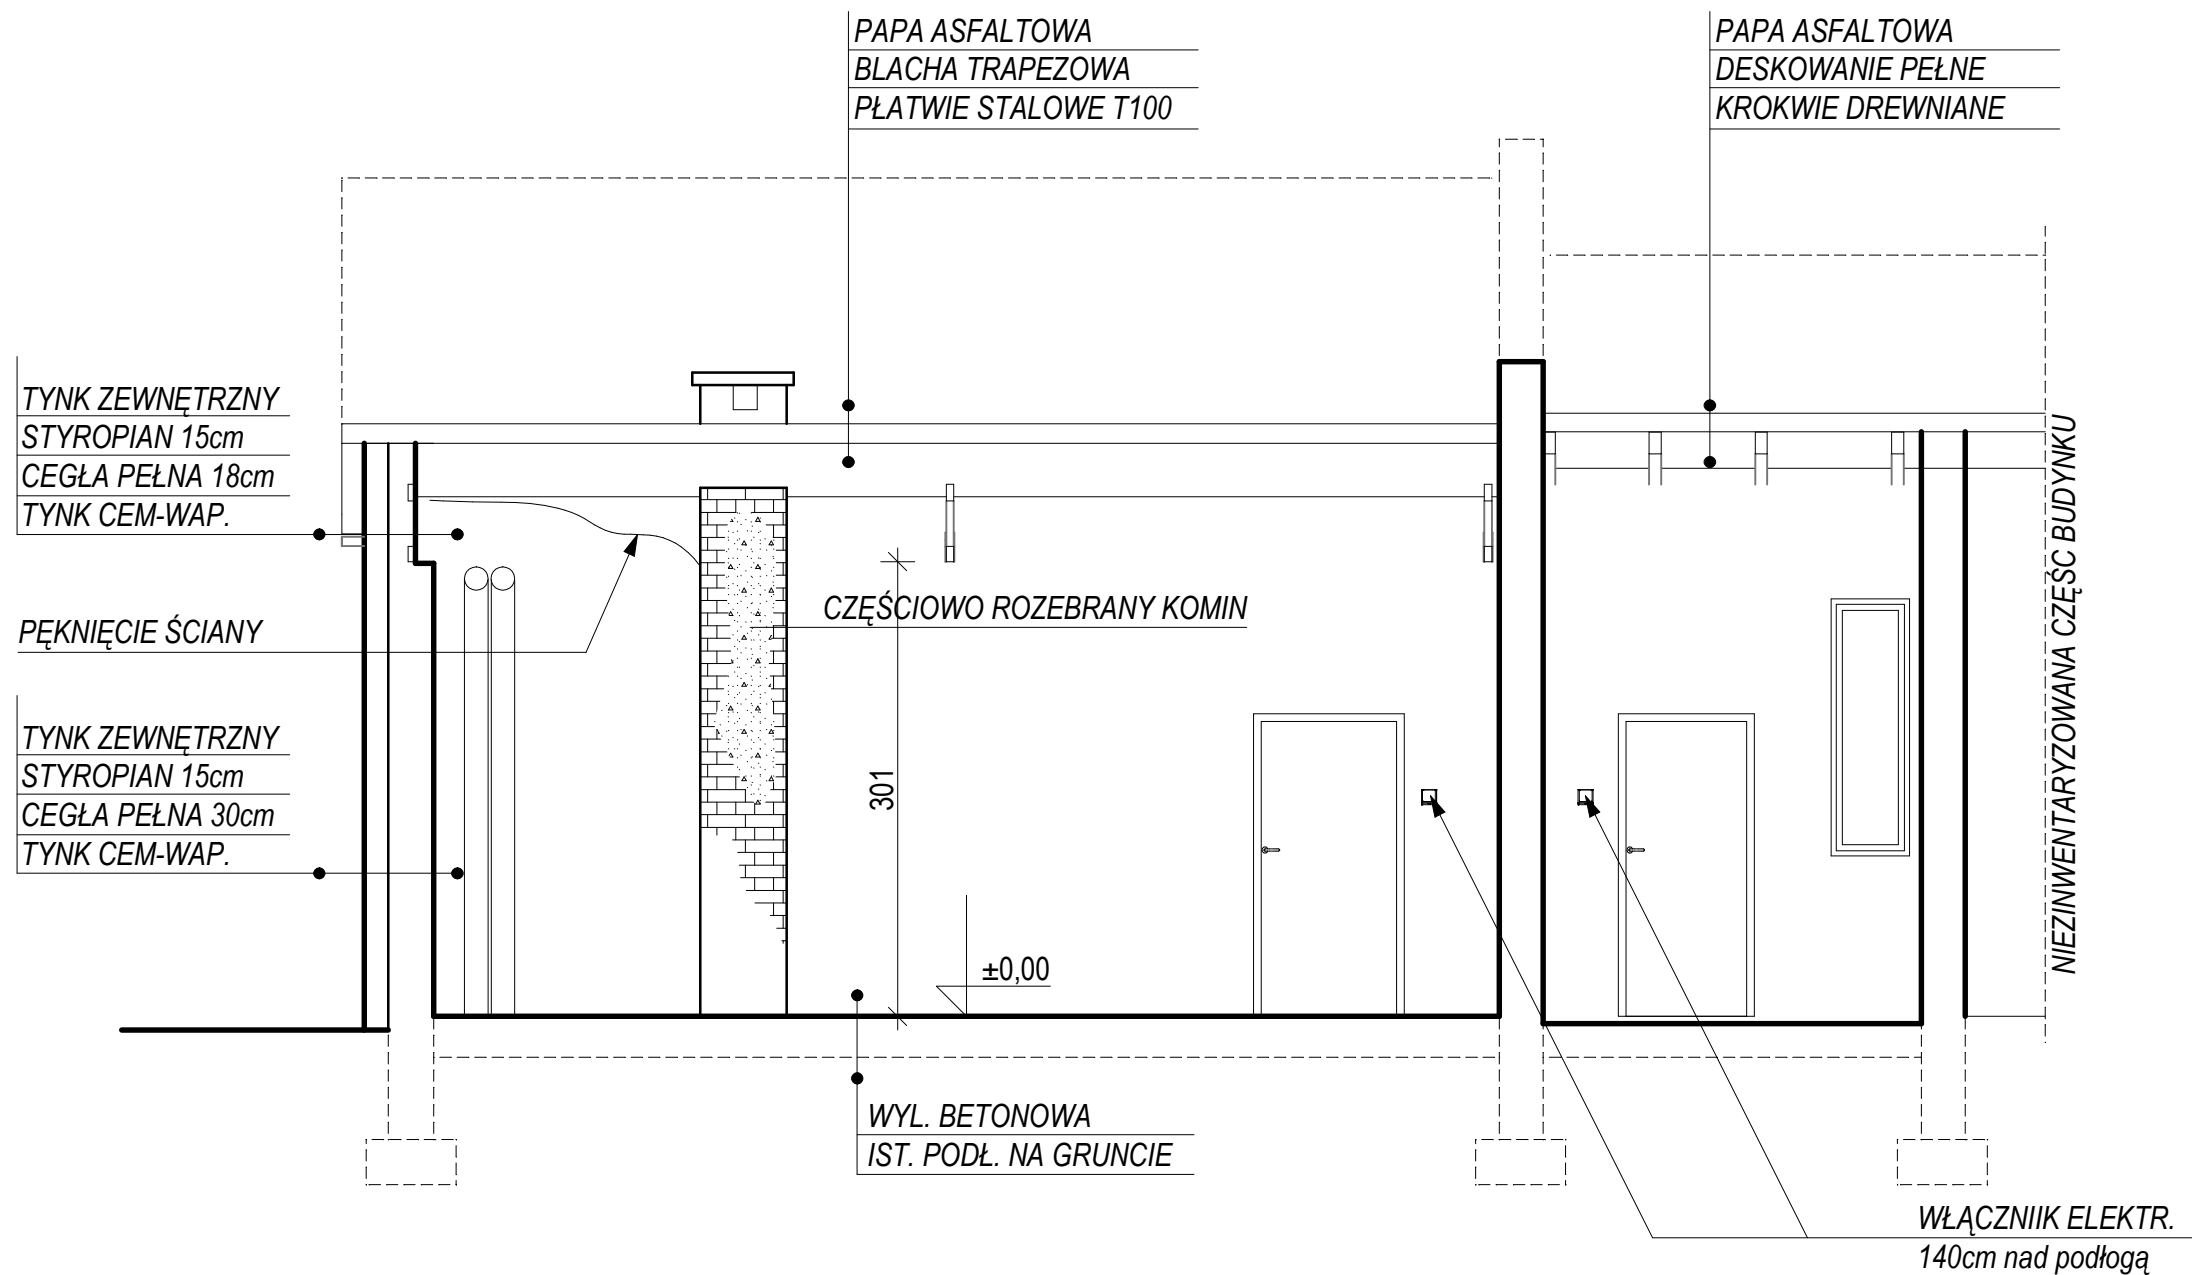 PAPA ASFALTOWA
BLACHA TRAPEZOWA
PŁATWIE STALOWE T100
PAPA ASFALTOWA
DESKOWANIE PEŁNE
KROKWIE DREWNIANE
TYNK ZEWNĘTRZNY
STYROPIAN 15cm
CEGŁA PEŁNA 18cm
TYNK CEM-WAP.
PĘKNIĘCIE ŚCIANY
CZĘŚCIOWO ROZEBRANY KOMIN
TYNK ZEWNĘTRZNY
STYROPIAN 15cm
CEGŁA PEŁNA 30cm
TYNK CEM-WAP.
301
±0,00
NIEZINWENTARYZOWANA CZĘŚC BUDYNKU
WYL. BETONOWA
IST. PODŁ. NA GRUNCIE
WŁĄCZNIIK ELEKTR.
140cm nad podłogą